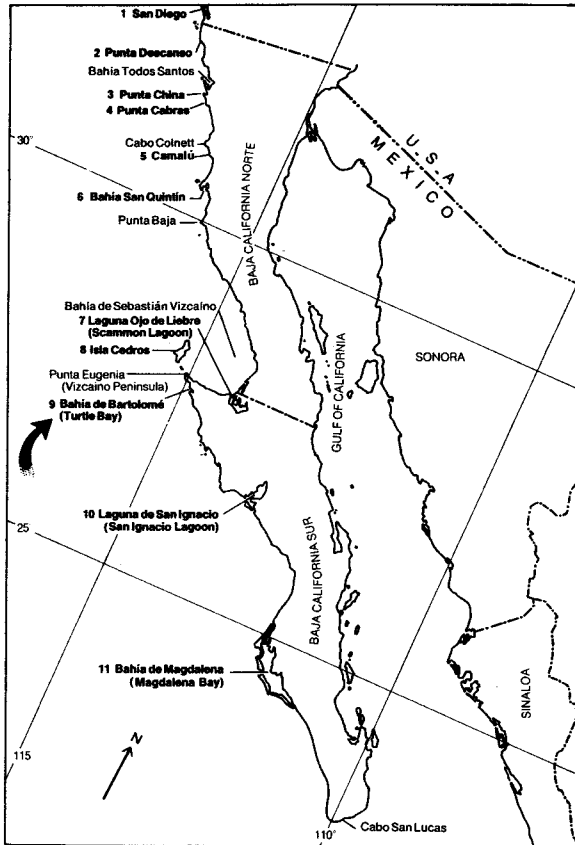 1 San Diego
2 Punta Descanso
Bahía Todos Santos
3 Punta China
4 Punta Cabras
30°
Cabo Colnett
5 Camalú
6 Bahía San Quintín
Punta Baja
U.S.A
MEXICO
BAJA CALIFORNIA NORTE
Bahía de Sebastián Vizcaíno
7 Laguna Ojo de Liebre
(Scammon Lagoon)
8 Isla Cedros
Punta Eugenia
(Vizcaino Peninsula)
9 Bahía de Bartolomé
(Turtle Bay)
GULF OF CALIFORNIA
SONORA
10 Laguna de San Ignacio
(San Ignacio Lagoon)
25
BAJA CALIFORNIA SUR
11 Bahía de Magdalena
(Magdalena Bay)
SINALOA
N
115
110°
Cabo San Lucas